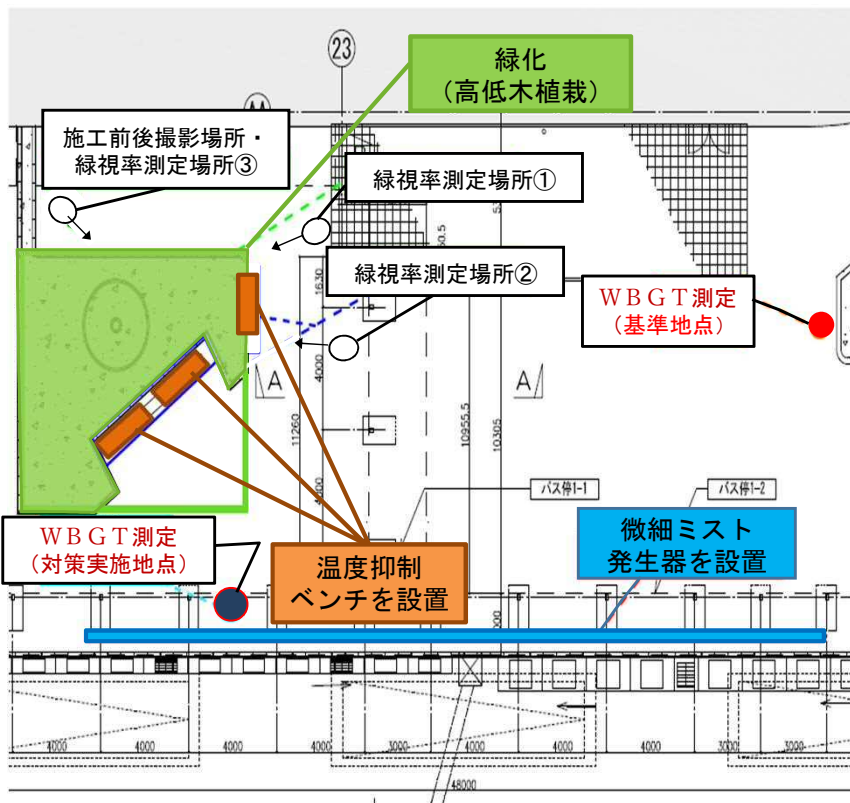 23
緑化
（高低木植栽）
施工前後撮影場所・
緑視率測定場所③
緑視率測定場所①
緑視率測定場所②
ＷＢＧＴ測定
（基準地点）
1630
4000
11260
10955.5
10305
A
A
バス停1-1
バス停1-2
ＷＢＧＴ測定
（対策実施地点）
温度抑制
ベンチを設置
微細ミスト
発生器を設置
4000
4000
4000
4000
3000
4000
4000
4000
3000
3000
48000